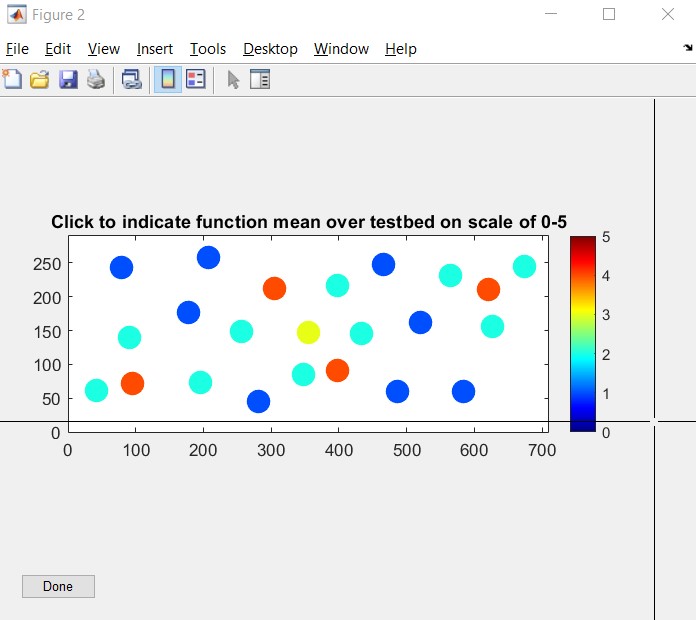 Figure 2
File Edit View Insert Tools Desktop Window Help
Click to indicate function mean over testbed on scale of 0-5
250
200
150
100
50
0
0 100 200 300 400 500 600 700
5
4
3
2
1
0
Done